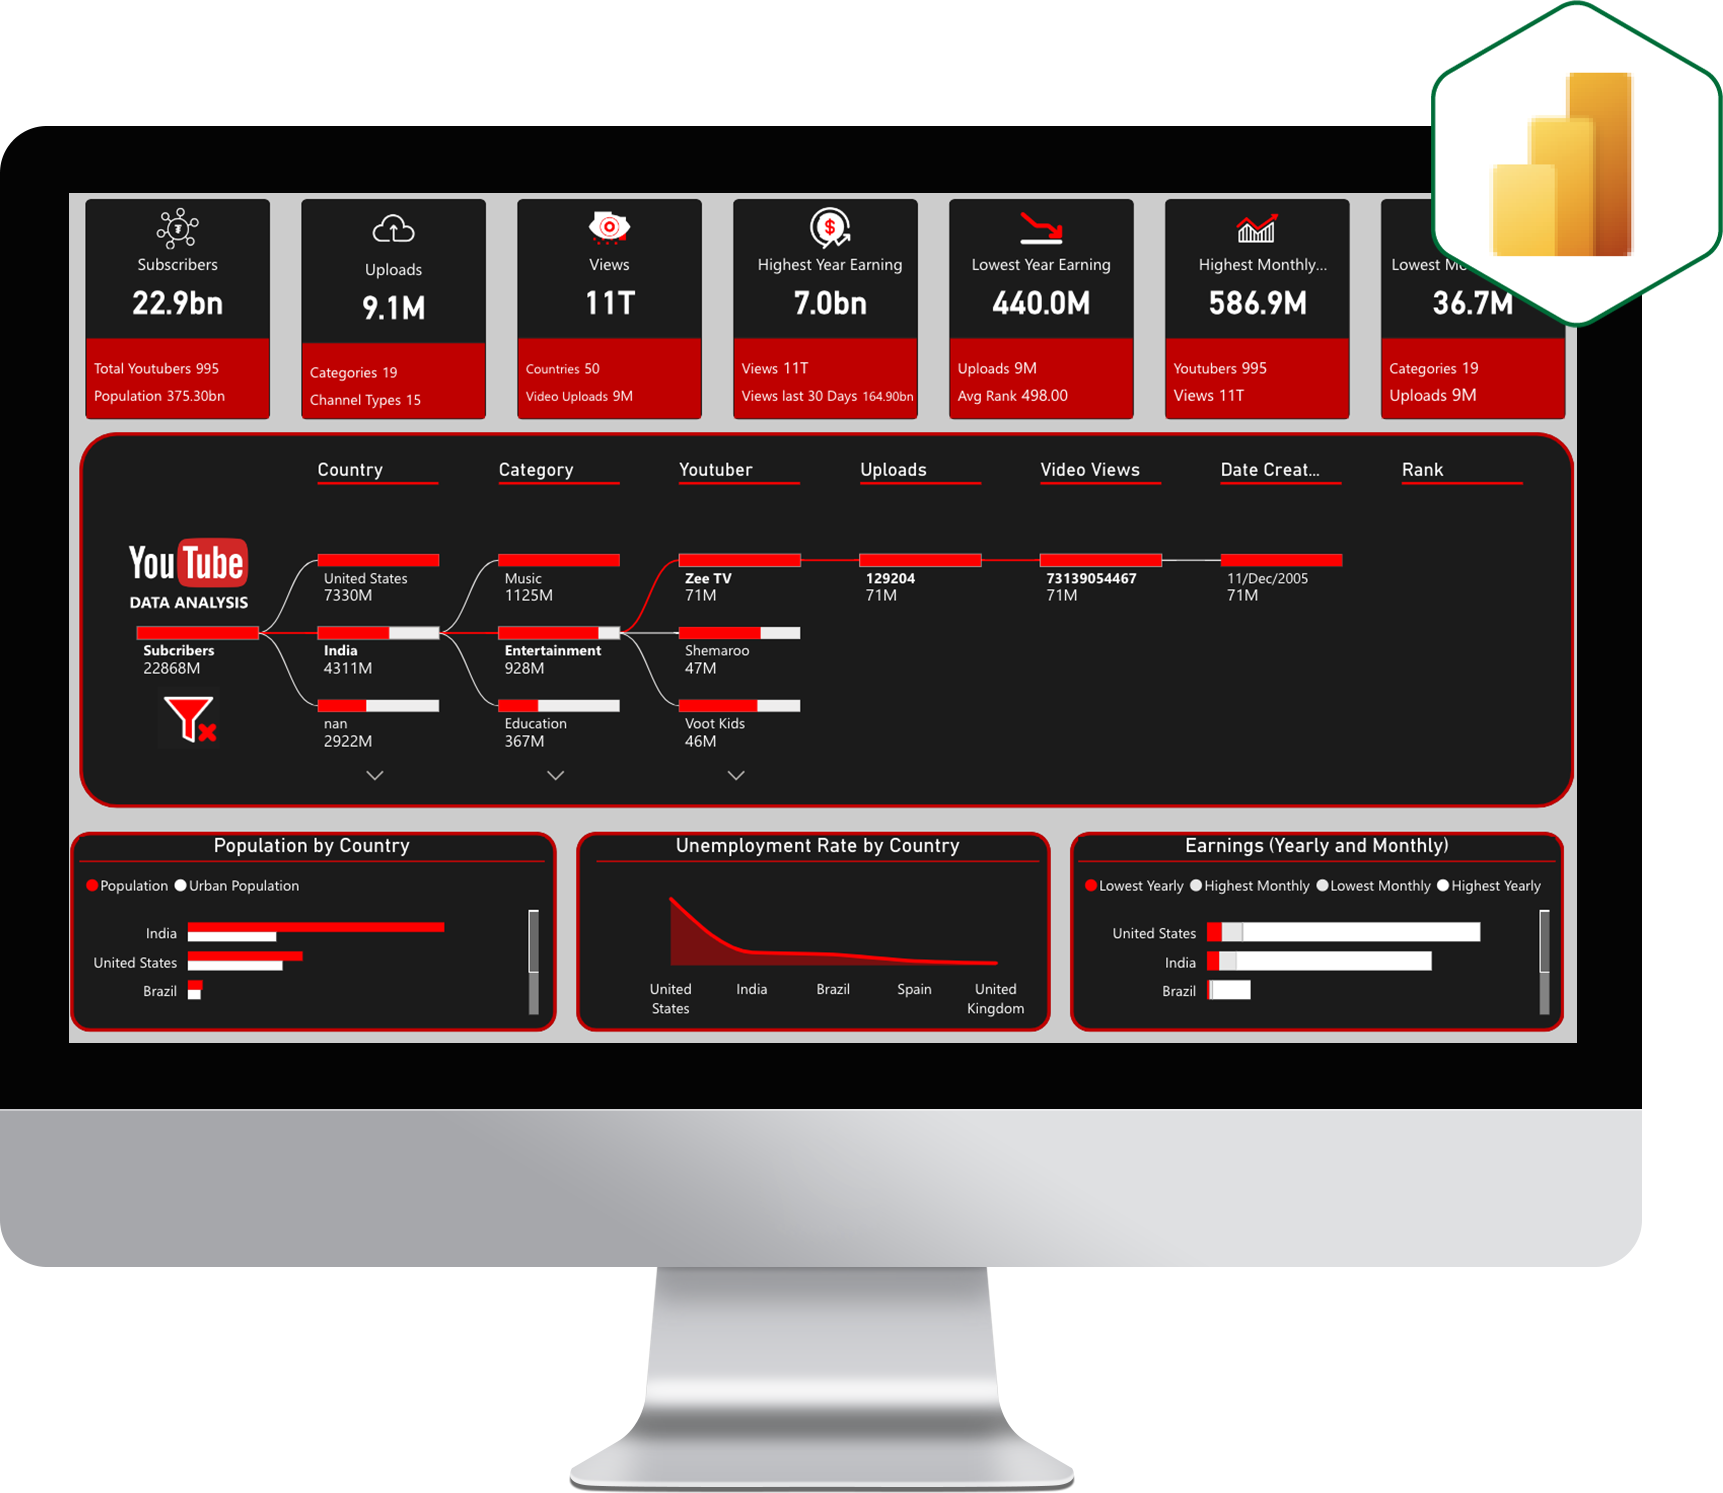 Subscribers
22.9bn
Total Youtubers 995
Population 375.30bn
Uploads
9.1M
Categories 19
Channel Types 15
Views
11T
Countries 50
Video Uploads 9M
Highest Year Earning
7.0bn
Views 11T
Views last 30 Days 164.90bn
Lowest Year Earning
440.0M
Uploads 9M
Avg Rank 498.00
Highest Monthly...
586.9M
Youtubers 995
Views 11T
Lowest
36.7M
Categories 19
Uploads 9M
Country
Category
Youtuber
Uploads
Video Views
Date Creat...
Rank
YouTube
DATA ANALYSIS
Subcribers
22868M
United States
7330M
India
4311M
nan
2922M
Music
1125M
Entertainment
928M
Education
367M
Zee TV
71M
Shemaroo
47M
Voot Kids
46M
129204
71M
73139054467
71M
11/Dec/2005
71M
Population by Country
Population Urban Population
India
United States
Brazil
Unemployment Rate by Country
United States
India
Brazil
Spain
United Kingdom
Earnings (Yearly and Monthly)
Lowest Yearly Highest Monthly Lowest Monthly Highest Yearly
United States
India
Brazil